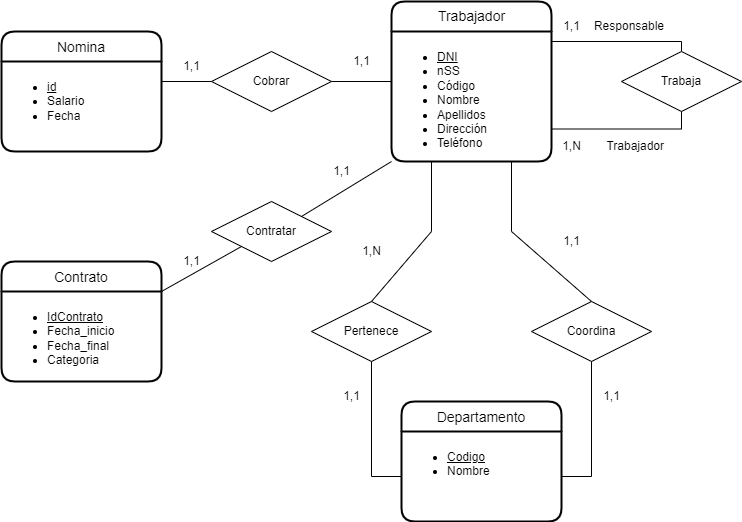 Nomina
id
Salario
Fecha
1,1
Cobrar
1,1
Trabajador
DNI
nSS
Código
Nombre
Apellidos
Dirección
Teléfono
1,1 Responsable
Trabaja
1,N Trabajador
1,1
Contratar
1,1
Contrato
IdContrato
Fecha_inicio
Fecha_final
Categoria
1,N
Pertenece
1,1
1,1
Coordina
1,1
Departamento
Codigo
Nombre